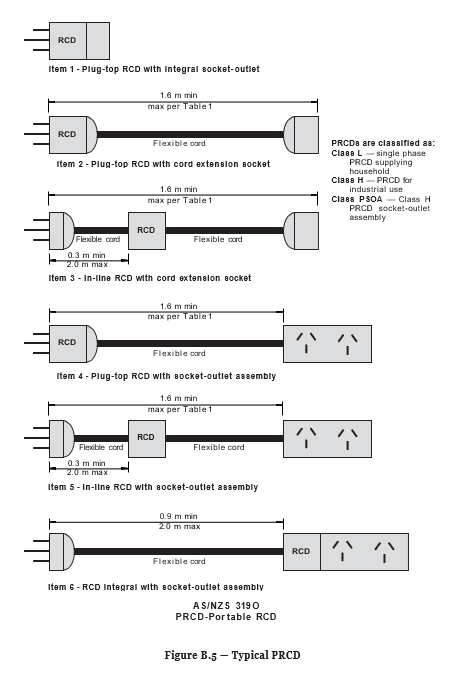 RCD
Item 1 - Plug-top RCD with integral socket-outlet
1.6 m min
max per Table 1
RCD
Flexible cord
Item 2 - Plug-top RCD with cord extension socket
PRCDs are classified as:
Class L — single phase
PRCD supplying
household
Class H — PRCD for
industrial use
Class PSOA — Class H
PRCD socket-outlet
assembly
1.6 m min
max per Table 1
RCD
Flexible cord
Flexible cord
0.3 m min
2.0 m max
Item 3 - In-line RCD with cord extension socket
1.6 m min
max per Table 1
RCD
Flexible cord
Item 4 - Plug-top RCD with socket-outlet assembly
1.6 m min
max per Table 1
RCD
Flexible cord
Flexible cord
0.3 m min
2.0 m max
Item 5 - In-line RCD with socket-outlet assembly
0.9 m min
2.0 m max
RCD
Flexible cord
Item 6 - RCD integral with socket-outlet assembly
AS/NZS 3190
PRCD-Portable RCD
Figure B.5 — Typical PRCD